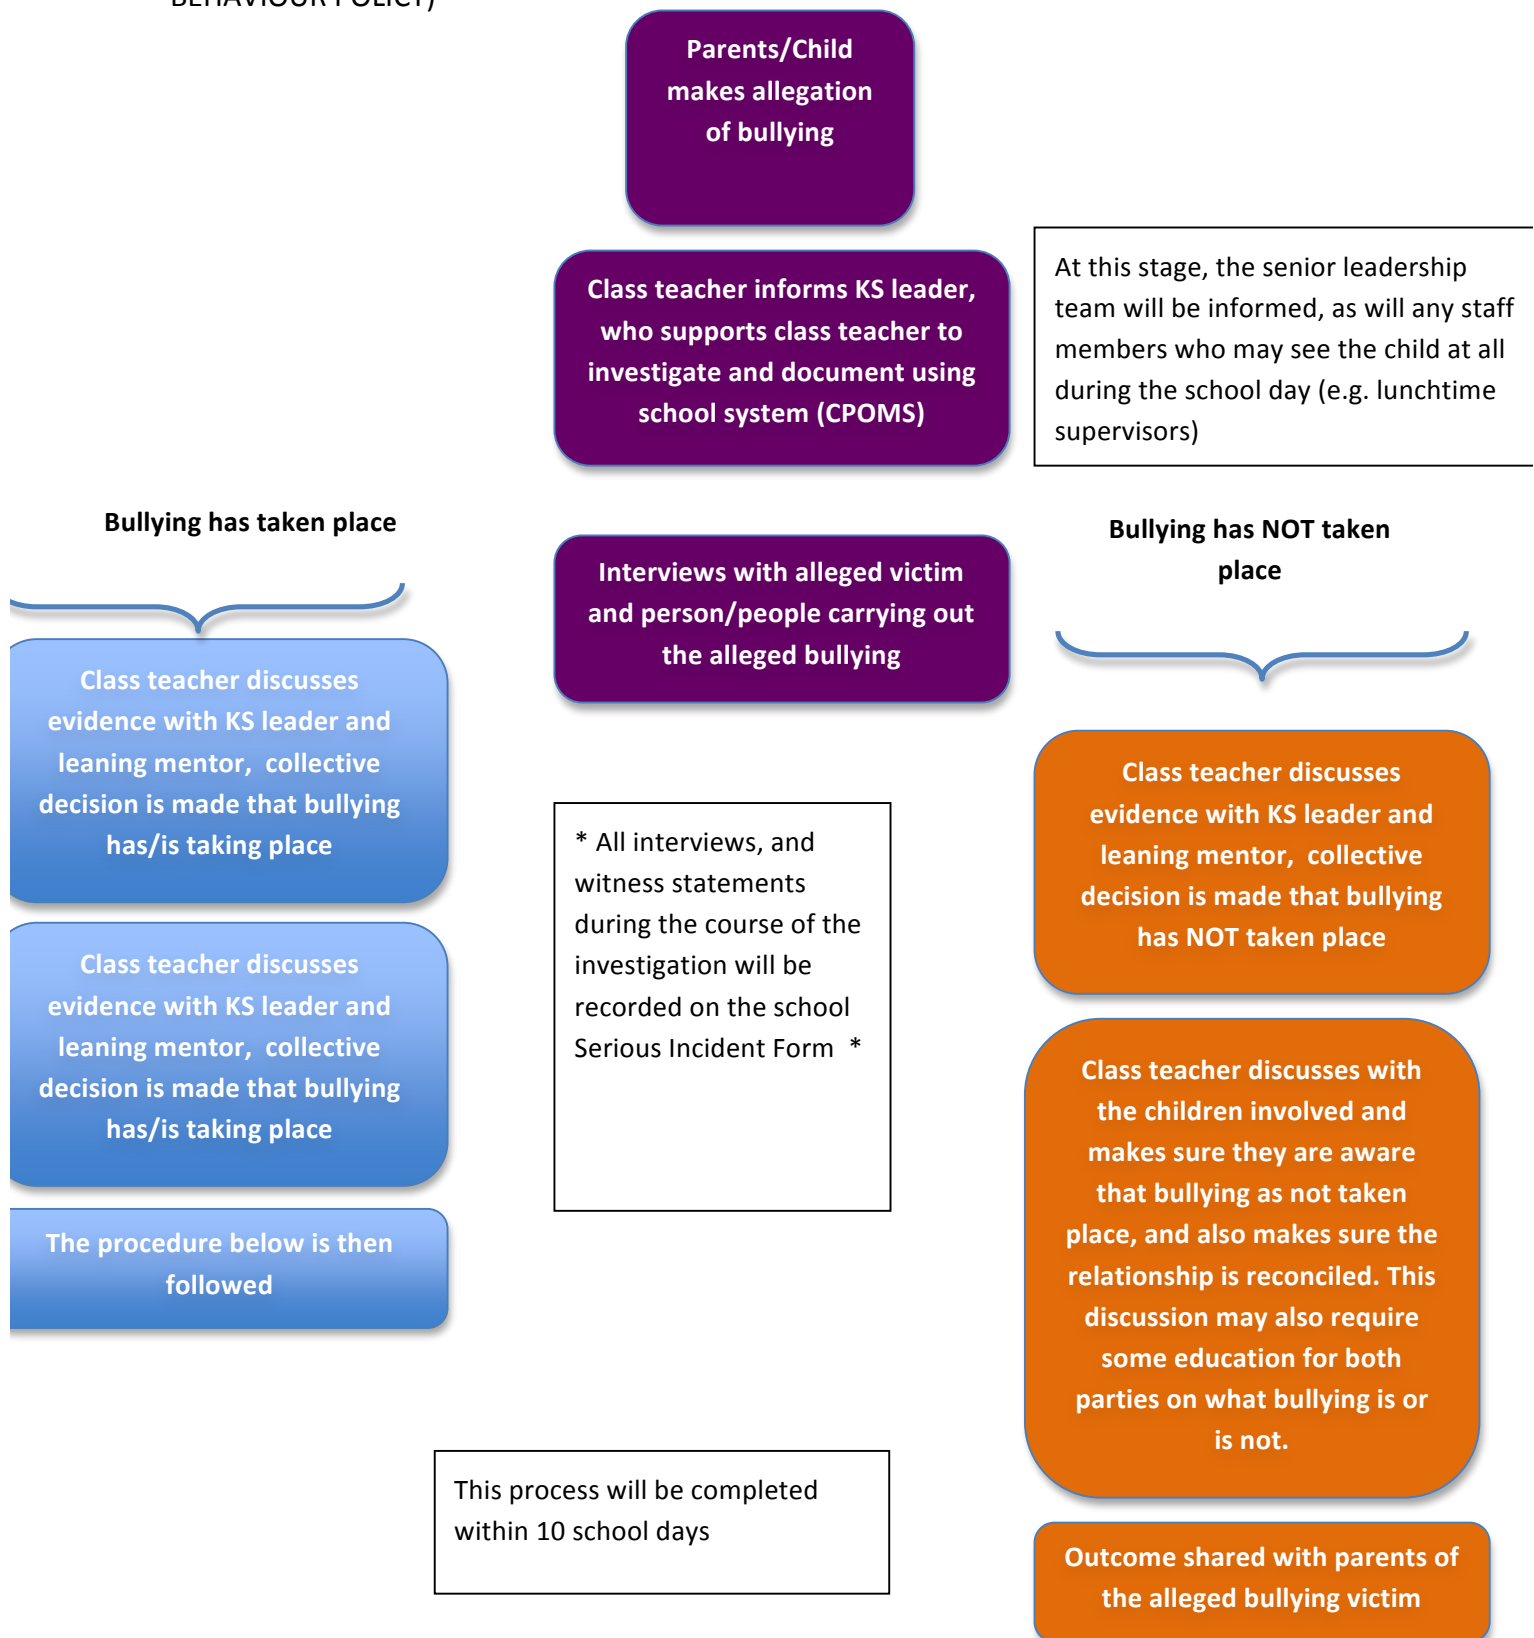 BEHAVIOUR POLICY)
Parents/Child
makes allegation
of bullying
Class teacher informs KS leader,
who supports class teacher to
investigate and document using
school system (CPOMS)
At this stage, the senior leadership
team will be informed, as will any staff
members who may see the child at all
during the school day (e.g. lunchtime
supervisors)
Bullying has taken place
Interviews with alleged victim
and person/people carrying out
the alleged bullying
Bullying has NOT taken
place
Class teacher discusses
evidence with KS leader and
leaning mentor,  collective
decision is made that bullying
has/is taking place
Class teacher discusses
evidence with KS leader and
leaning mentor,  collective
decision is made that bullying
has/is taking place
The procedure below is then
followed
* All interviews, and
witness statements
during the course of the
investigation will be
recorded on the school
Serious Incident Form  *
Class teacher discusses
evidence with KS leader and
leaning mentor,  collective
decision is made that bullying
has NOT taken place
Class teacher discusses with
the children involved and
makes sure they are aware
that bullying as not taken
place, and also makes sure the
relationship is reconciled. This
discussion may also require
some education for both
parties on what bullying is or
is not.
This process will be completed
within 10 school days
Outcome shared with parents of
the alleged bullying victim